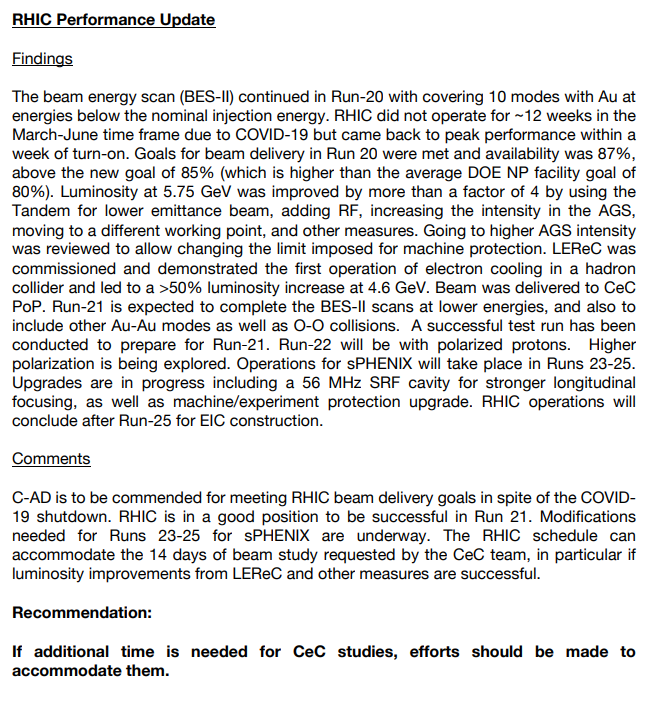 RHIC Performance Update
Findings
The beam energy scan (BES-II) continued in Run-20 with covering 10 modes with Au at
energies below the nominal injection energy. RHIC did not operate for ~12 weeks in the
March-June time frame due to COVID-19 but came back to peak performance within a
week of turn-on. Goals for beam delivery in Run 20 were met and availability was 87%,
above the new goal of 85% (which is higher than the average DOE NP facility goal of
80%). Luminosity at 5.75 GeV was improved by more than a factor of 4 by using the
Tandem for lower emittance beam, adding RF, increasing the intensity in the AGS,
moving to a different working point, and other measures. Going to higher AGS intensity
was reviewed to allow changing the limit imposed for machine protection. LEReC was
commissioned and demonstrated the first operation of electron cooling in a hadron
collider and led to a >50% luminosity increase at 4.6 GeV. Beam was delivered to CeC
PoP. Run-21 is expected to complete the BES-II scans at lower energies, and also to
include other Au-Au modes as well as O-O collisions. A successful test run has been
conducted to prepare for Run-21. Run-22 will be with polarized protons. Higher
polarization is being explored. Operations for sPHENIX will take place in Runs 23-25.
Upgrades are in progress including a 56 MHz SRF cavity for stronger longitudinal
focusing, as well as machine/experiment protection upgrade. RHIC operations will
conclude after Run-25 for EIC construction.
Comments
C-AD is to be commended for meeting RHIC beam delivery goals in spite of the COVID-
19 shutdown. RHIC is in a good position to be successful in Run 21. Modifications
needed for Runs 23-25 for sPHENIX are underway. The RHIC schedule can
accommodate the 14 days of beam study requested by the CeC team, in particular if
luminosity improvements from LEReC and other measures are successful.
Recommendation:
If additional time is needed for CeC studies, efforts should be made to
accommodate them.